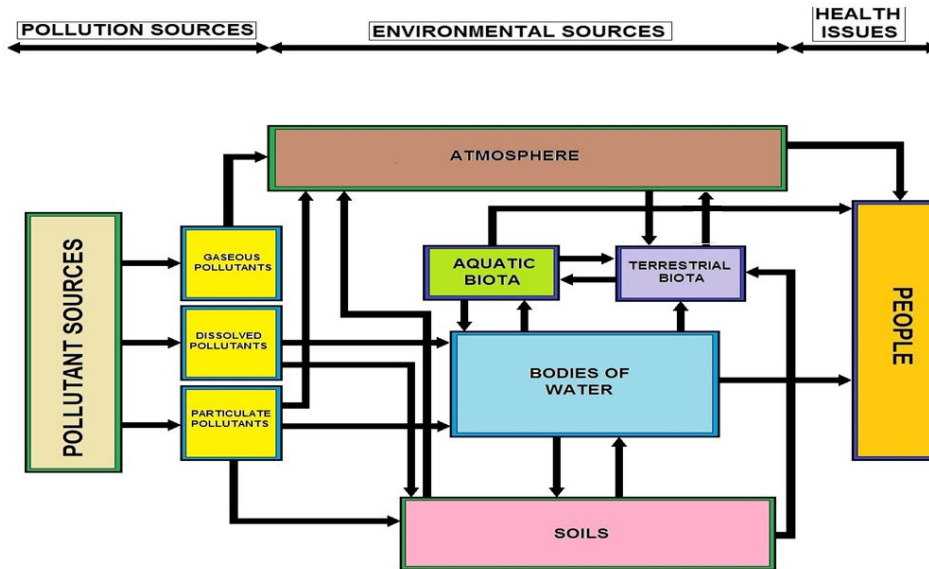 POLLUTION SOURCES
ENVIRONMENTAL SOURCES
HEALTH
ISSUES
ATMOSPHERE
POLLUTANT SOURCES
GASEOUS
POLLUTANTS
DISSOLVED
POLLUTANTS
PARTICULATE
POLLUTANTS
AQUATIC
BIOTA
TERRESTRIAL
BIOTA
BODIES OF
WATER
SOILS
PEOPLE